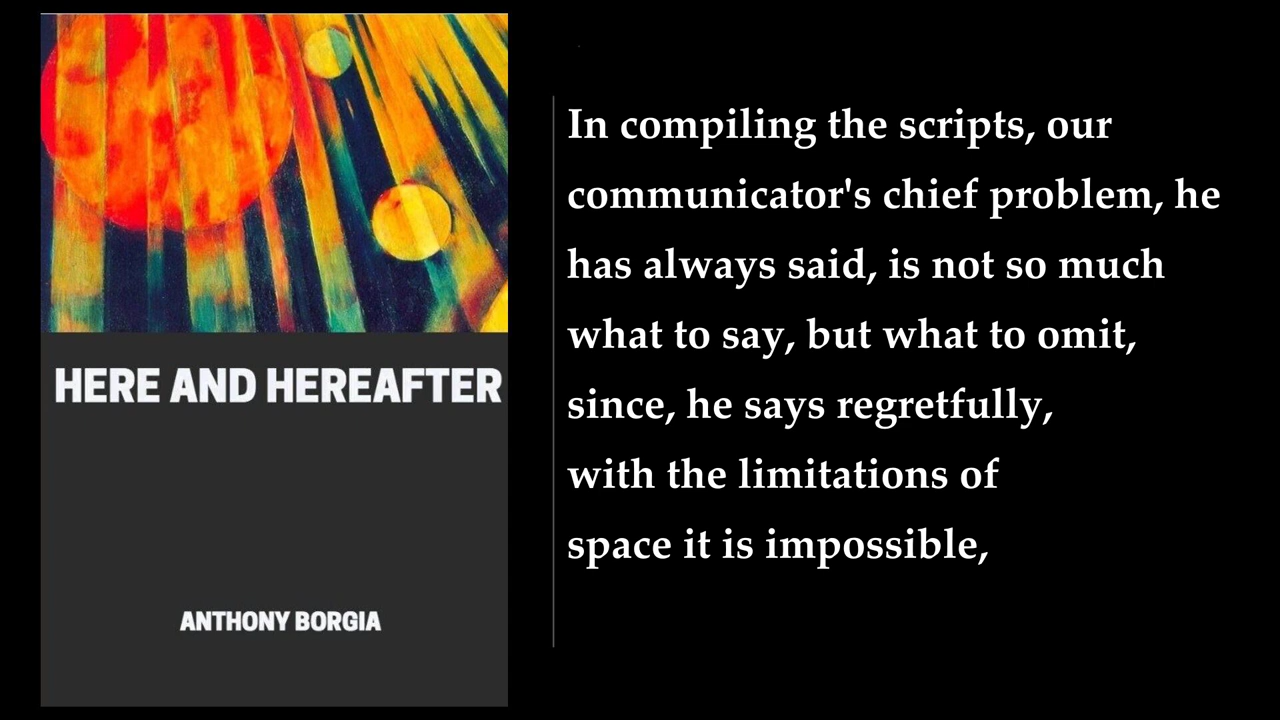 HERE AND HEREAFTER
ANTHONY BORGIA
In compiling the scripts, our
communicator's chief problem, he
has always said, is not so much
what to say, but what to omit,
since, he says regretfully,
with the limitations of
space it is impossible,